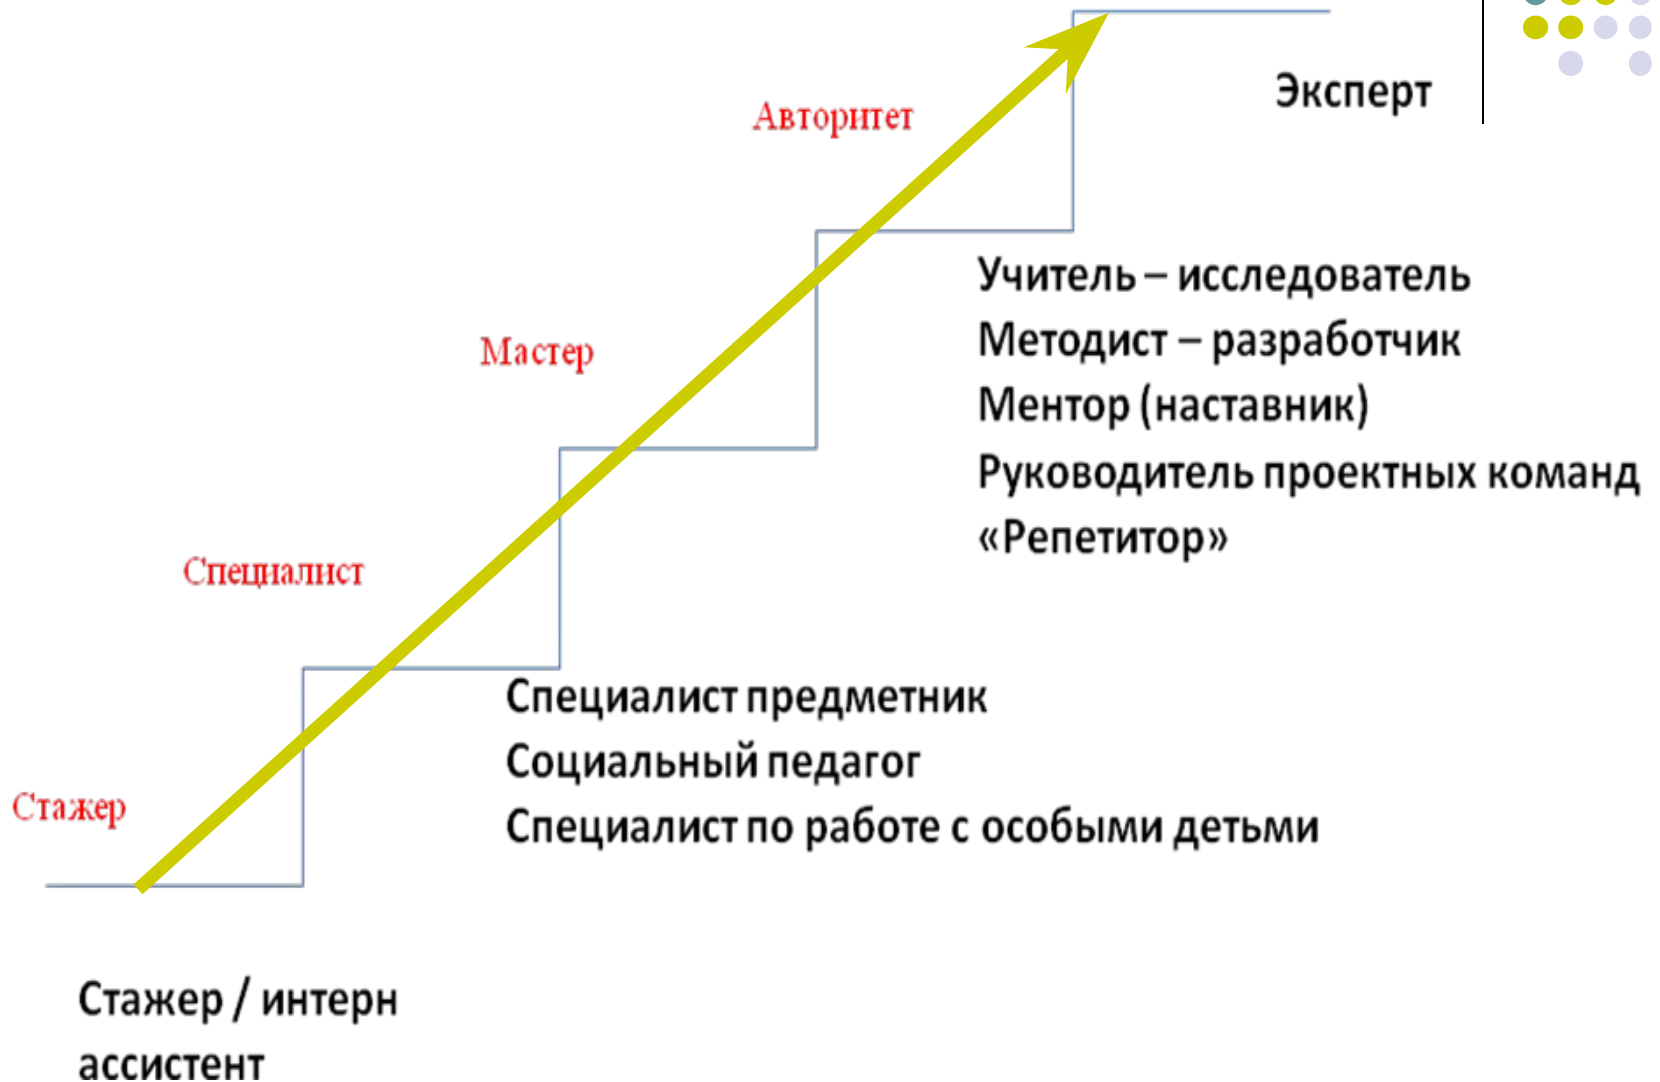 Эксперт
Авторитет
Учитель – исследователь
Методист – разработчик
Ментор (наставник)
Руководитель проектных команд
«Репетитор»
Мастер
Специалист
Специалист предметник
Социальный педагог
Специалист по работе с особыми детьми
Стажер
Стажер / интерн
ассистент